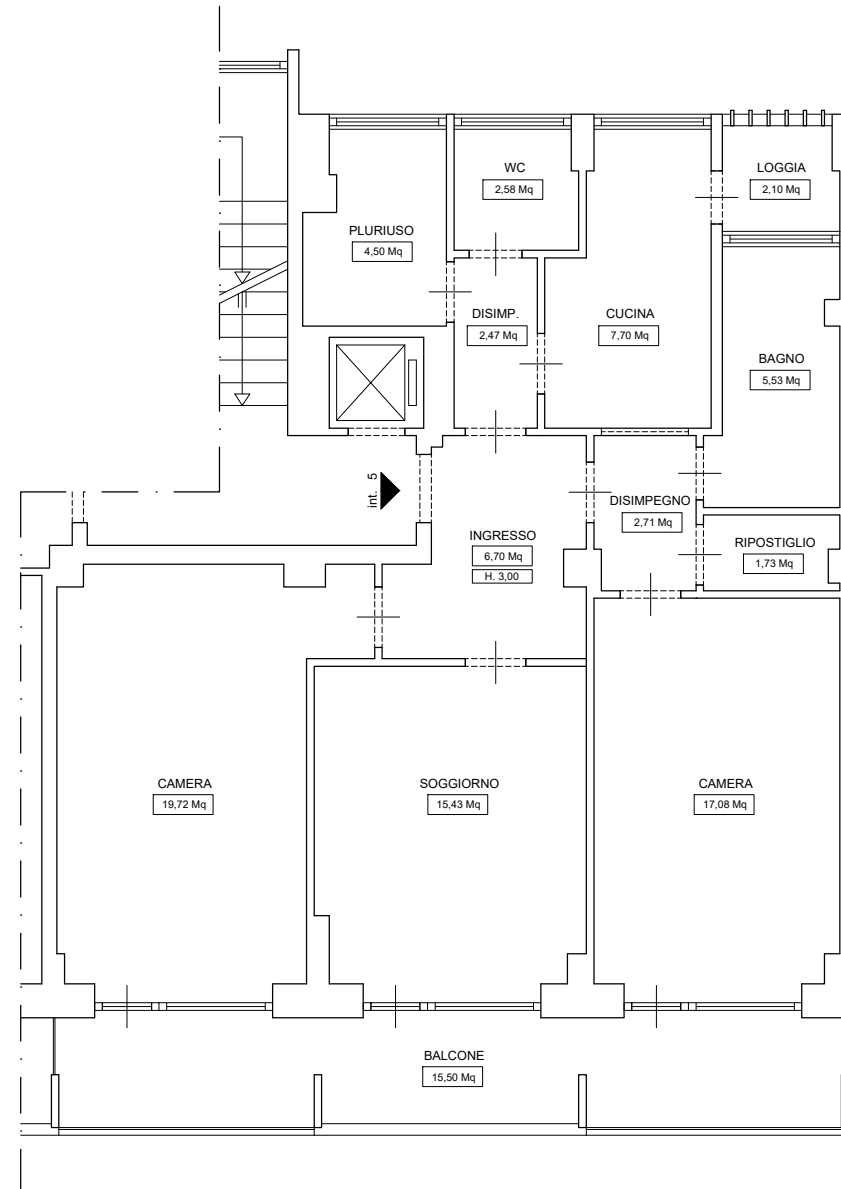 WC
2,58 Mq
LOGGIA
2,10 Mq
PLURIUSO
4,50 Mq
DISIMP.
2,47 Mq
CUCINA
7,70 Mq
BAGNO
5,53 Mq
int. 5
DISIMPEGNO
2,71 Mq
INGRESSO
6,70 Mq
H. 3,00
RIPOSTIGLIO
1,73 Mq
CAMERA
19,72 Mq
SOGGIORNO
15,43 Mq
CAMERA
17,08 Mq
BALCONE
15,50 Mq